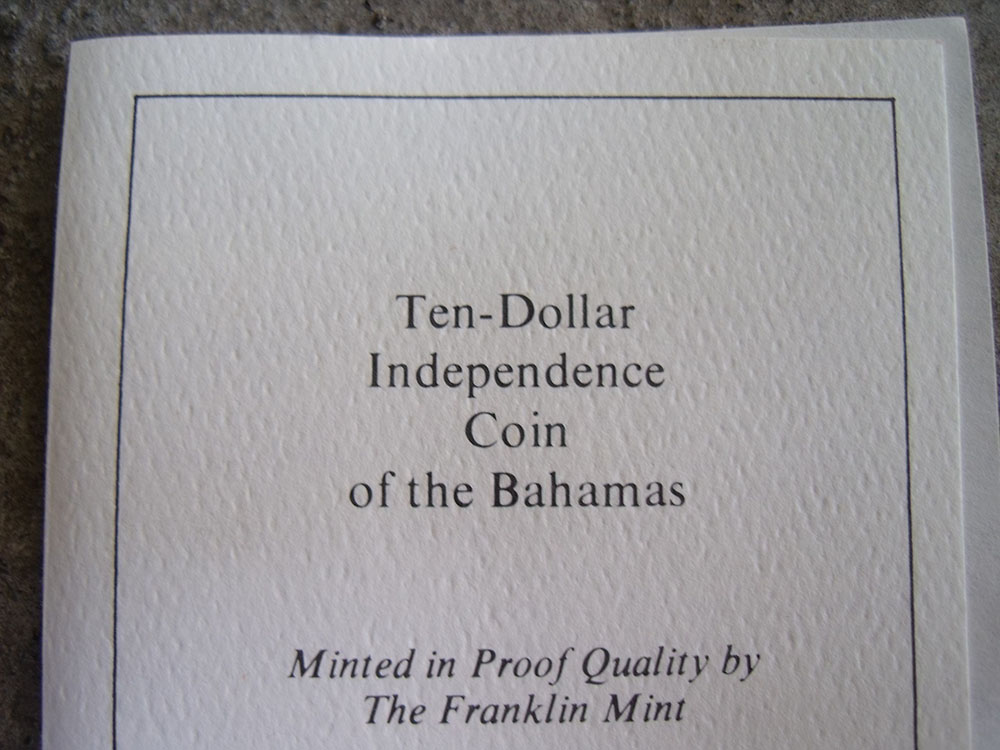 Ten-Dollar
Independence
Coin
of the Bahamas
Minted in Proof Quality by
The Franklin Mint